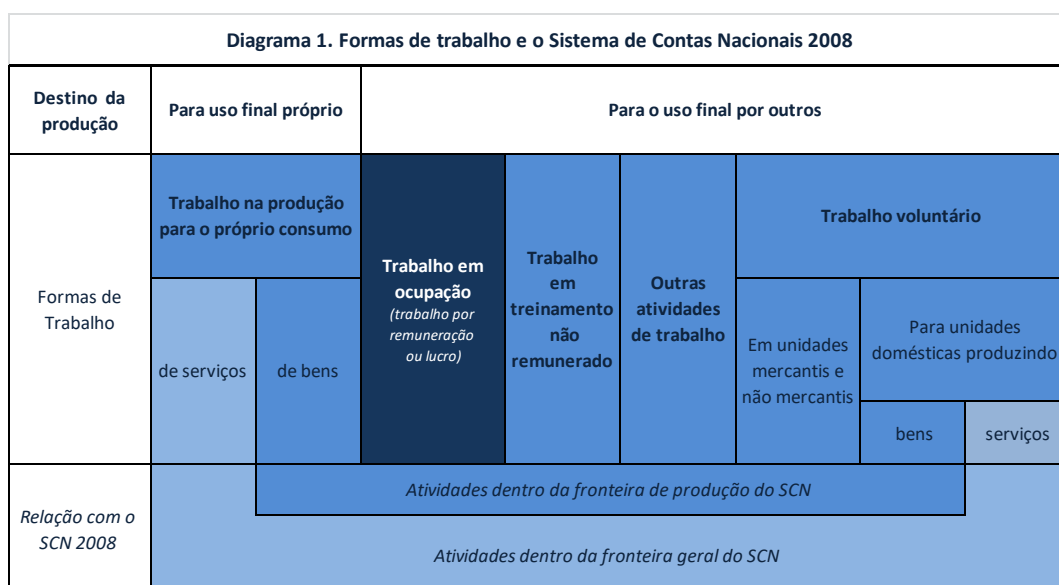 Diagrama 1. Formas de trabalho e o Sistema de Contas Nacionais 2008
Destino da
produção
Para uso final próprio
Para o uso final por outros
Formas de
Trabalho
Trabalho na produção
para o próprio consumo
de serviços
de bens
Trabalho em
ocupação
(trabalho por
remuneração
ou lucro)
Trabalho
em
treinamento
não
remunerado
Outras
atividades
de trabalho
Trabalho voluntário
Em unidades
mercantis e
não mercantis
Para unidades
domésticas produzindo
bens
serviços
Relação com o
SCN 2008
Atividades dentro da fronteira de produção do SCN
Atividades dentro da fronteira geral do SCN